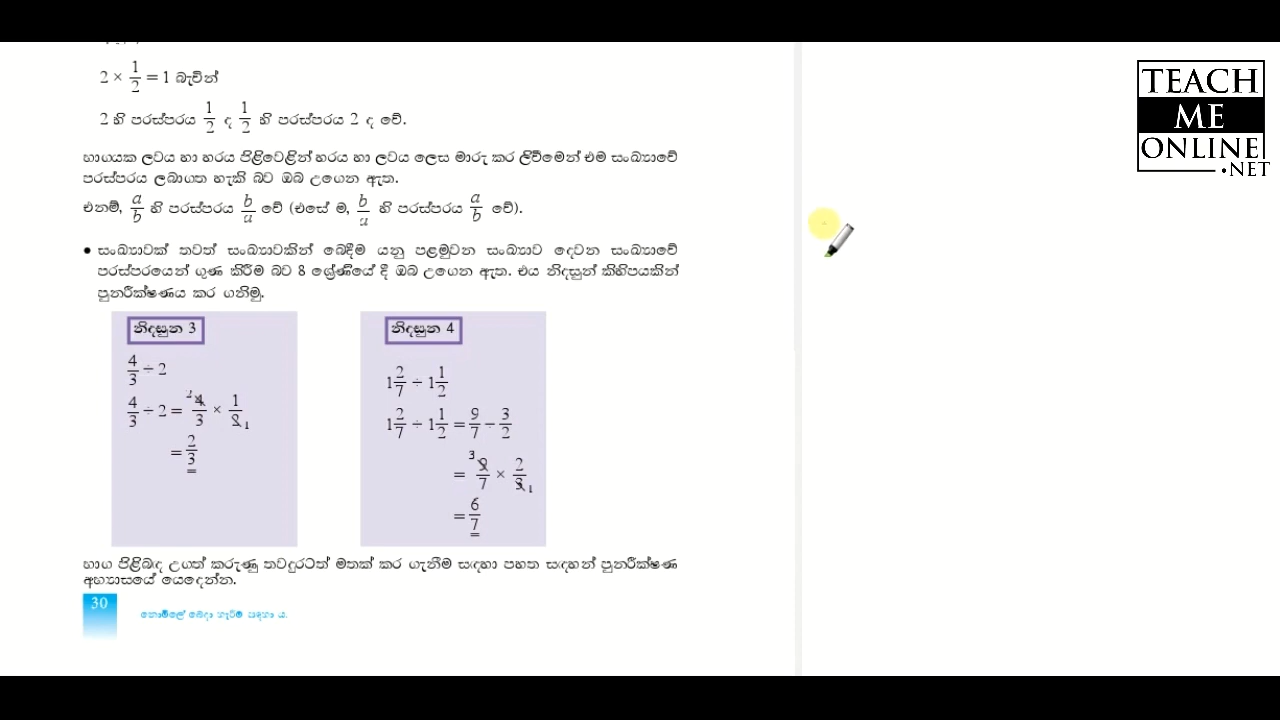 2 × 1/2 = 1 බැවින්
2 හි පරස්පරය 1/2 ද 1/2 හි පරස්පරය 2 ද වේ.
භාගයක ලවය හා හරය පිළිවෙළින් හරය හා ලවය ලෙස මාරු කර ලිවීමෙන් එම සංඛ්‍යාවේ
පරස්පරය ලබාගත හැකි බව ඔබ උගෙන ඇත.
එනම්, a/b හි පරස්පරය b/a වේ (එසේ ම, b/a හි පරස්පරය a/b වේ).
• සංඛ්‍යාවක් තවත් සංඛ්‍යාවකින් බෙදීම යනු පළමුවන සංඛ්‍යාව දෙවන සංඛ්‍යාවේ
පරස්පරයෙන් ගුණ කිරීම බව 8 ශ්‍රේණියේ දී ඔබ උගෙන ඇත. එය නිදසුන් කිහිපයකින්
පුනරීක්ෂණය කර ගනිමු.
නිදසුන 3
4/3 ÷ 2
4/3 ÷ 2 = 2 4/3 × 1/2 1
= 2/3
නිදසුන 4
1 2/7 ÷ 1 1/2
1 2/7 ÷ 1 1/2 = 9/7 ÷ 3/2
= 3 9/7 × 2/3 1
= 6/7
භාග පිළිබඳ උගත් කරුණු තවදුරටත් මතක් කර ගැනීම සඳහා පහත සඳහන් පුනරීක්ෂණ
අභ්‍යාසයේ යෙදෙන්න.
30
නොමිලේ බෙදා හැරීම සඳහා ය.
TEACH
ME
ONLINE
.NET